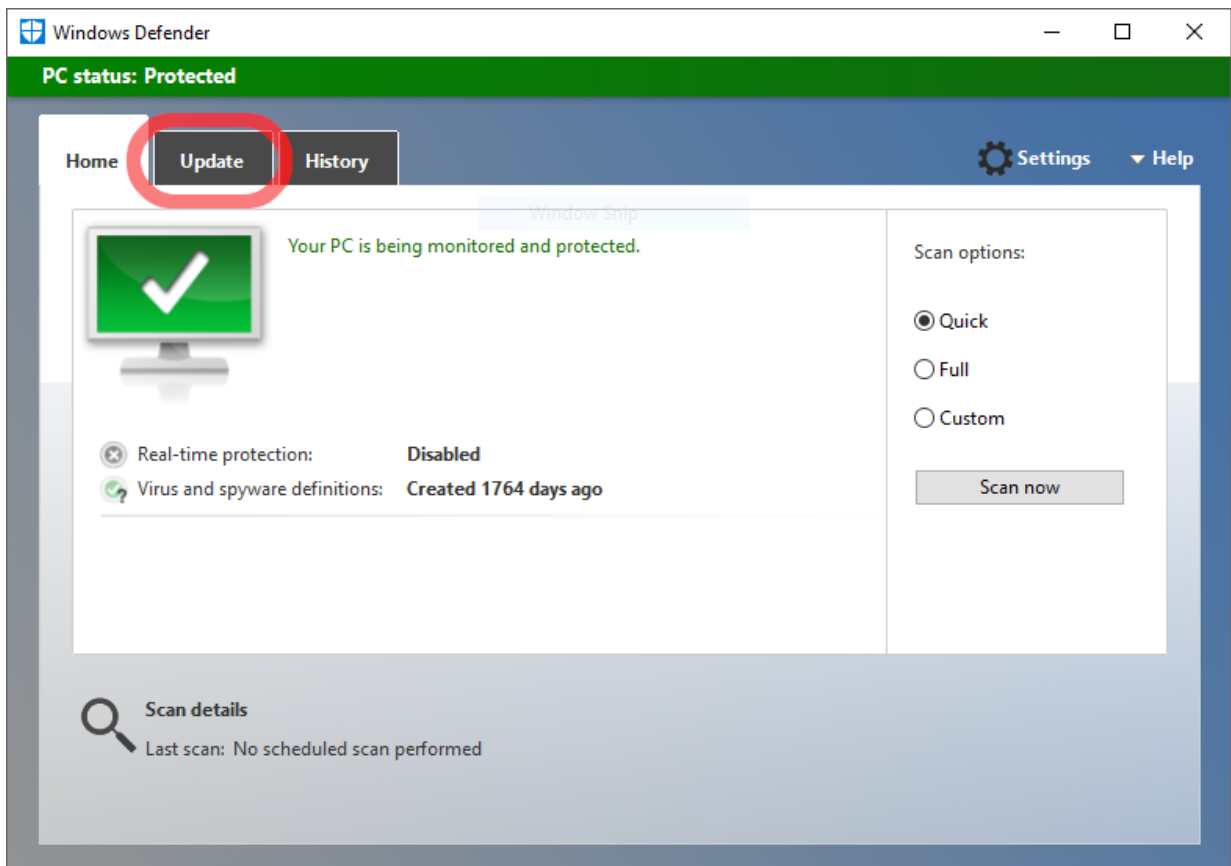 Windows Defender
PC status: Protected
Home Update History Settings Help
Window Snip
Your PC is being monitored and protected.
Scan options:
Quick
Full
Custom
Real-time protection: Disabled
Virus and spyware definitions: Created 1764 days ago
Scan now
Scan details
Last scan: No scheduled scan performed